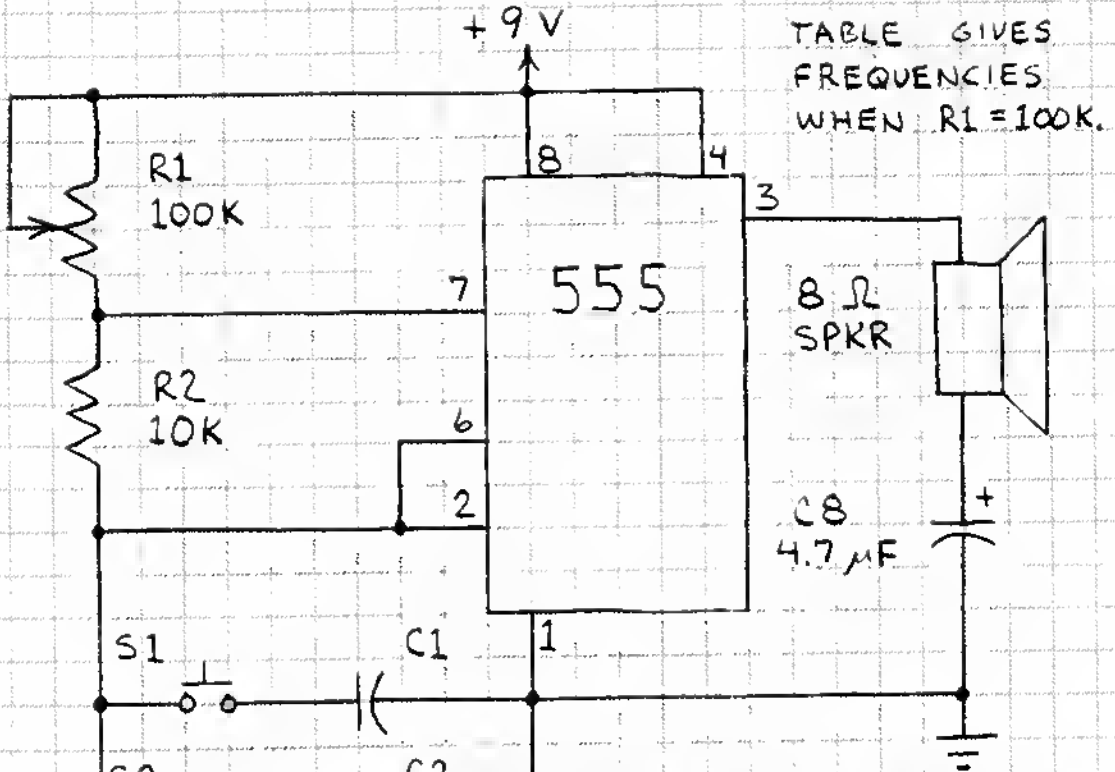 +9V
TABLE GIVES
FREQUENCIES
WHEN R1=100K.
8
4
R1
100K
3
7
555
8 Ω
SPKR
R2
10K
6
2
+
C8
4.7 µF
1
S1
C1
C2